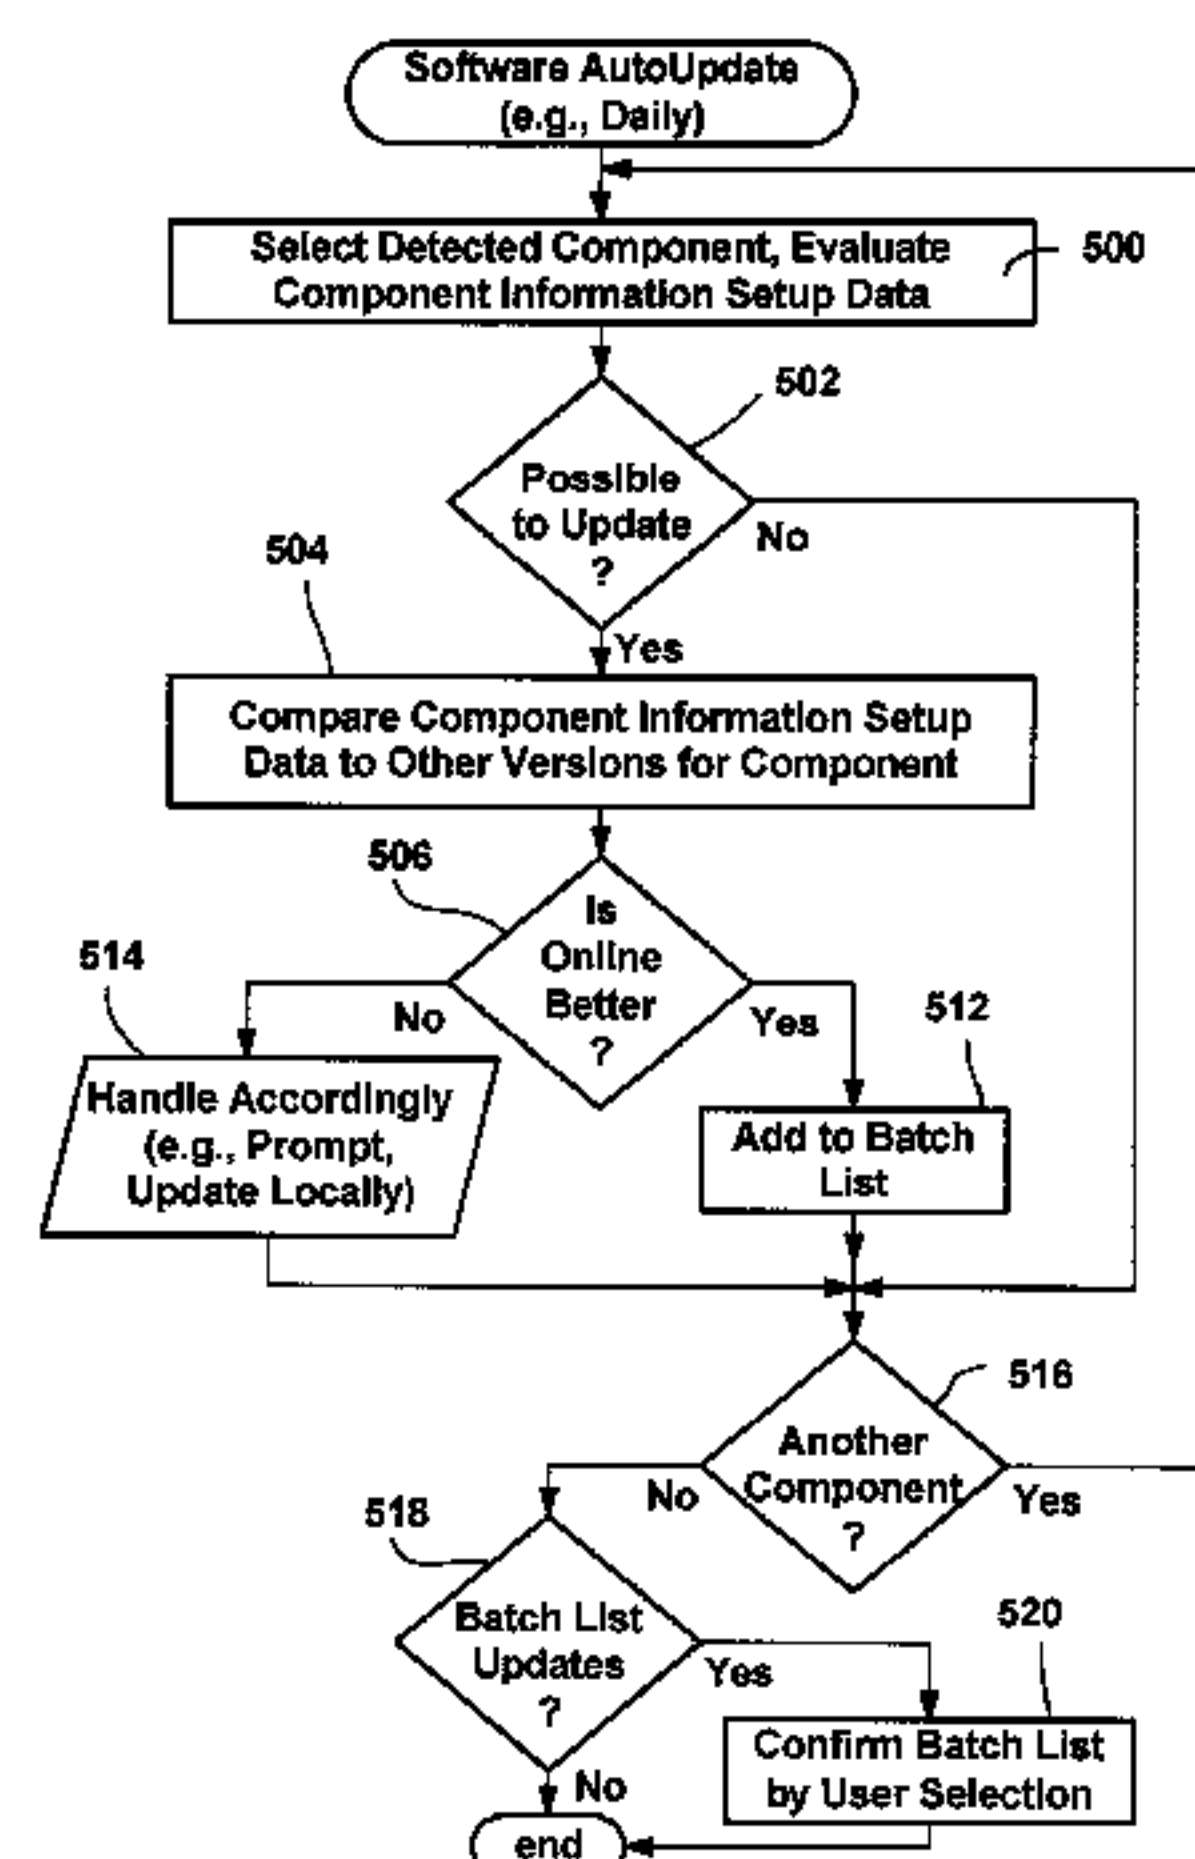 Software AutoUpdate
(e.g., Daily)
Select Detected Component, Evaluate
Component Information Setup Data
500
502
Possible
to Update
?
No
504
Yes
Compare Component Information Setup
Data to Other Versions for Component
506
Is
Online
Better
?
514
No
Yes
512
Handle Accordingly
(e.g., Prompt,
Update Locally)
Add to Batch
List
516
Another
Component
?
No
Yes
518
Batch List
Updates
?
Yes
520
Confirm Batch List
by User Selection
No
end